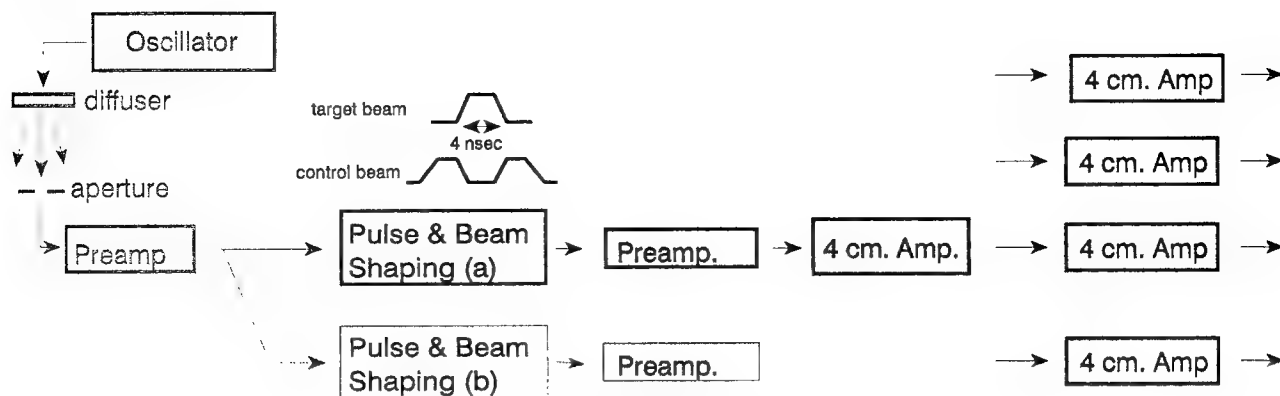 Oscillator
4 cm. Amp
diffuser
target beam
4 nsec
control beam
4 cm. Amp
aperture
Preamp
Pulse & Beam
Shaping (a)
Preamp.
4 cm. Amp.
4 cm. Amp
Pulse & Beam
Shaping (b)
Preamp.
4 cm. Amp